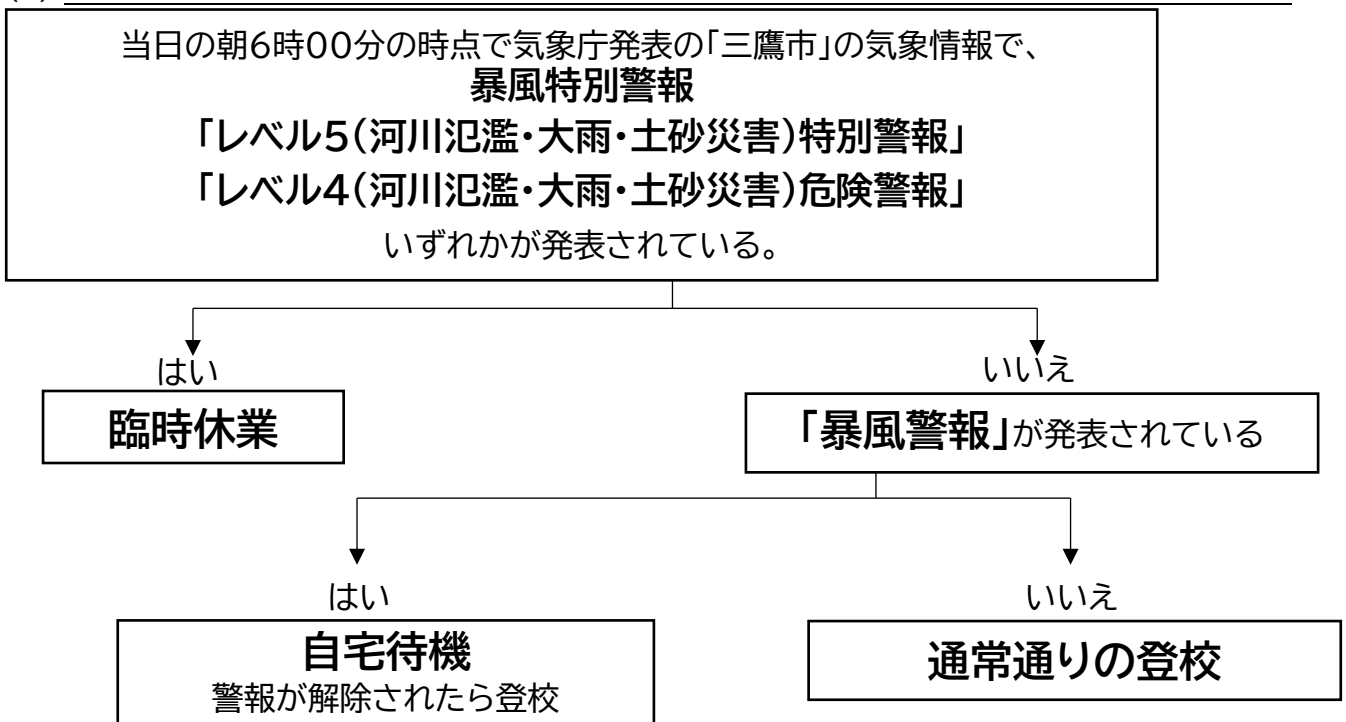 当日の朝6時00分の時点で気象庁発表の「三鷹市」の気象情報で、
暴風特別警報
「レベル5(河川氾濫・大雨・土砂災害)特別警報」
「レベル4(河川氾濫・大雨・土砂災害)危険警報」
いずれかが発表されている。
はい
いいえ
臨時休業
「暴風警報」が発表されている
はい
いいえ
自宅待機
警報が解除されたら登校
通常通りの登校